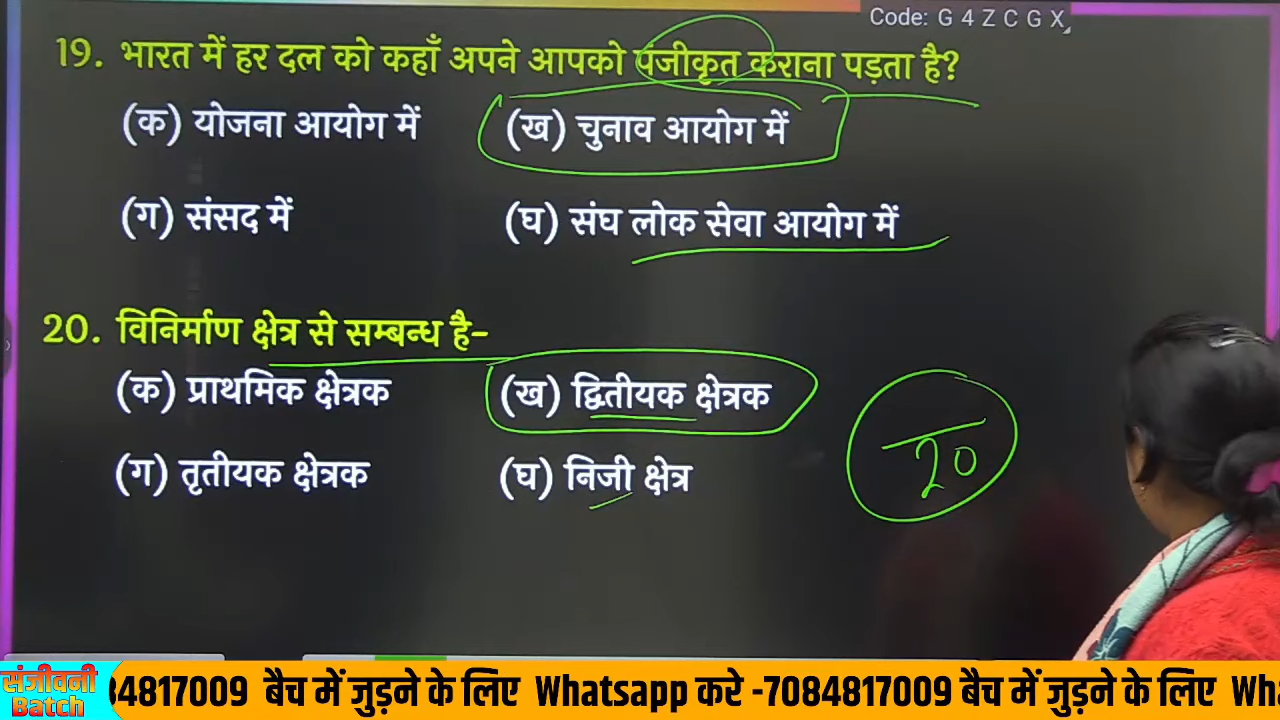 Code: G 4 Z C G X
19. भारत में हर दल को कहाँ अपने आपको पंजीकृत कराना पड़ता है?
(क) योजना आयोग में (ख) चुनाव आयोग में
(ग) संसद में (घ) संघ लोक सेवा आयोग में
20. विनिर्माण क्षेत्र से सम्बन्ध है-
(क) प्राथमिक क्षेत्रक (ख) द्वितीयक क्षेत्रक
(ग) तृतीयक क्षेत्रक (घ) निजी क्षेत्र
20
संजीवनी
Batch
84817009 बैच में जुड़ने के लिए Whatsapp करे -7084817009 बैच में जुड़ने के लिए Wh